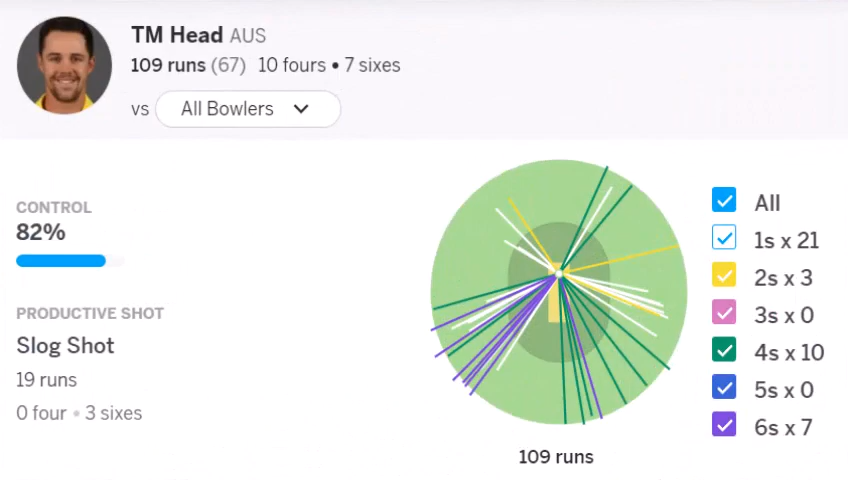 TM Head AUS
109 runs (67) 10 fours • 7 sixes
vs All Bowlers
CONTROL
82%
PRODUCTIVE SHOT
Slog Shot
19 runs
0 four • 3 sixes
109 runs
All
1s x 21
2s x 3
3s x 0
4s x 10
5s x 0
6s x 7